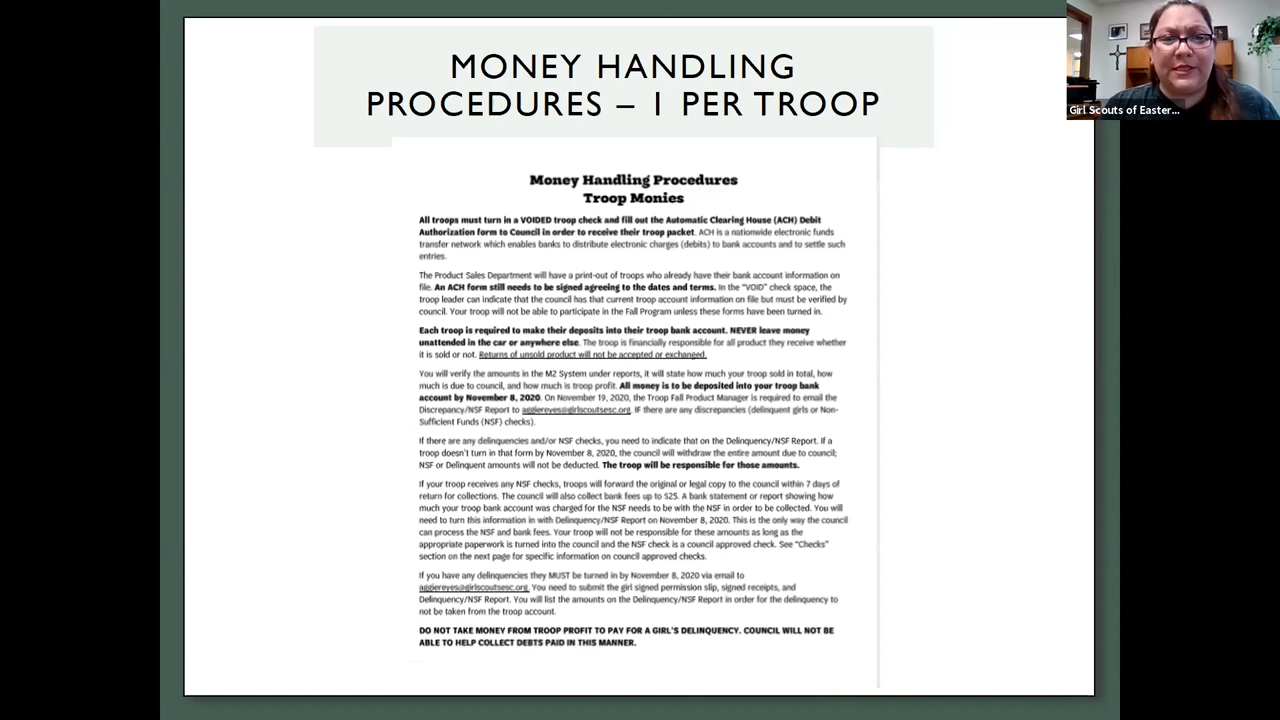 MONEY HANDLING
PROCEDURES – 1 PER TROOP
Girl Scouts of Easter...
Money Handling Procedures
Troop Monies
All troops must turn in a VOIDED troop check and fill out the Automatic Clearing House (ACH) Debit
Authorization form to Council in order to receive their troop packet. ACH is a nationwide electronic funds
transfer network which enables banks to distribute electronic charges (debits) to bank accounts and to settle such
entries.
The Product Sales Department will have a print-out of troops who already have their bank account information on
file. An ACH form still needs to be signed agreeing to the dates and terms. In the “VOID” check space, the
troop leader can indicate that the council has that current troop account information on file but must be verified by
council. Your troop will not be able to participate in the Fall Program unless these forms have been turned in.
Each troop is required to make their deposits into their troop bank account. NEVER leave money
unattended in the car or anywhere else. The troop is financially responsible for all product they receive whether
it is sold or not. Returns of unsold product will not be accepted or exchanged.
You will verify the amounts in the M2 System under reports, it will state how much your troop sold in total, how
much is due to council, and how much is troop profit. All money is to be deposited into your troop bank
account by November 8, 2020. On November 19, 2020, the Troop Fall Product Manager is required to email the
Discrepancy/NSF Report to aggiereyes@girlscoutsesc.org. IF there are any discrepancies (delinquent girls or Non-
Sufficient Funds (NSF) checks).
If there are any delinquencies and/or NSF checks, you need to indicate that on the Delinquency/NSF Report. If a
troop doesn't turn in that form by November 8, 2020, the council will withdraw the entire amount due to council;
NSF or Delinquent amounts will not be deducted. The troop will be responsible for those amounts.
If your troop receives any NSF checks, troops will forward the original or legal copy to the council within 7 days of
return for collections. The council will also collect bank fees up to $25. A bank statement or report showing how
much your troop bank account was charged for the NSF needs to be with the NSF in order to be collected. You will
need to turn this information in with Delinquency/NSF Report on November 8, 2020. This is the only way the council
can process the NSF and bank fees. Your troop will not be responsible for these amounts as long as the
appropriate paperwork is turned into the council and the NSF check is a council approved check. See “Checks”
section on the next page for specific information on council approved checks.
If you have any delinquencies they MUST be turned in by November 8, 2020 via email to
aggiereyes@girlscoutsesc.org. You need to submit the girl signed permission slip, signed receipts, and
Delinquency/NSF Report. You will list the amounts on the Delinquency/NSF Report in order for the delinquency to
not be taken from the troop account.
DO NOT TAKE MONEY FROM TROOP PROFIT TO PAY FOR A GIRL'S DELINQUENCY. COUNCIL WILL NOT BE
ABLE TO HELP COLLECT DEBTS PAID IN THIS MANNER.